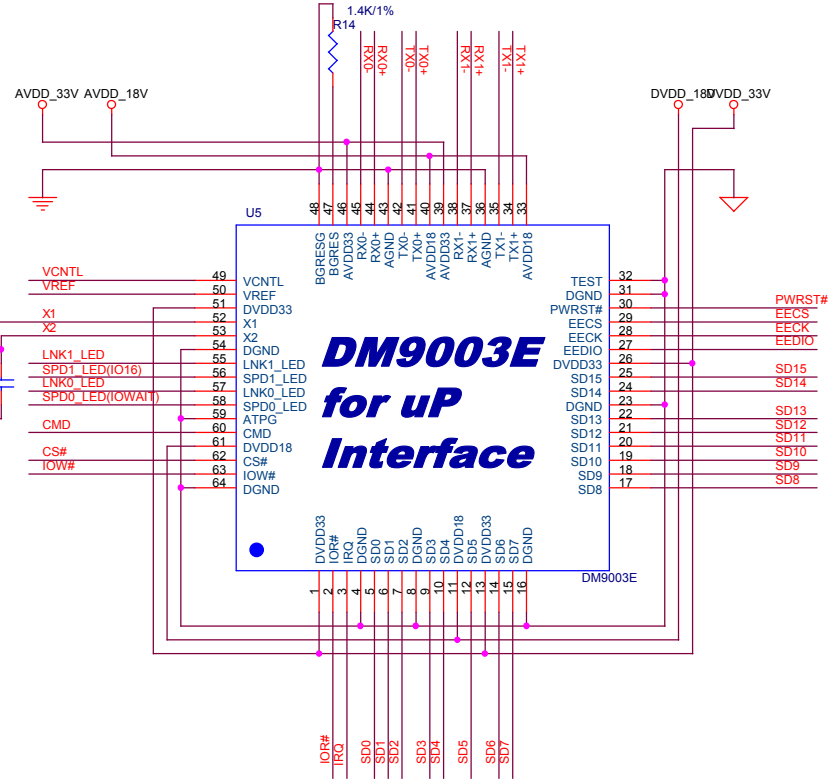 1.4K/1%
R14
RX0-
RX0+
TX0-
TX0+
RX1-
RX1+
TX1-
TX1+
AVDD_33V
AVDD_18V
DVDD_18V
DVDD_33V
U5
48
47
46
45
44
43
42
41
40
39
38
37
36
35
34
33
BGRESG
BGRES
AVDD33
RX0-
RX0+
AGND
TX0-
TX0+
AVDD18
AVDD33
RX1-
RX1+
AGND
TX1-
TX1+
AVDD18
VCNTL 49 VCNTL
VREF 50 VREF
51 DVDD33
X1 52 X1
X2 53 X2
54 DGND
LNK1_LED 55 LNK1_LED
SPD1_LED(IO16) 56 SPD1_LED
LNK0_LED 57 LNK0_LED
SPD0_LED(IOWAIT) 58 SPD0_LED
59 ATPG
CMD 60 CMD
61 DVDD18
CS# 62 CS#
IOW# 63 IOW#
64 DGND
DM9003E
for uP
Interface
TEST 32
DGND 31
PWRST# 30 PWRST#
EECS 29 EECS
EECK 28 EECK
EEDIO 27 EEDIO
DVDD33 26
SD15 25 SD15
SD14 24 SD14
DGND 23
SD13 22 SD13
SD12 21 SD12
SD11 20 SD11
SD10 19 SD10
SD9 18 SD9
SD8 17 SD8
DVDD33
IOR#
IRQ
DGND
SD0
SD1
SD2
DGND
SD3
SD4
DVDD18
SD5
DVDD33
SD6
SD7
DGND
DM9003E
1
2
3
4
5
6
7
8
9
10
11
12
13
14
15
16
IOR#
IRQ
SD0
SD1
SD2
SD3
SD4
SD5
SD6
SD7